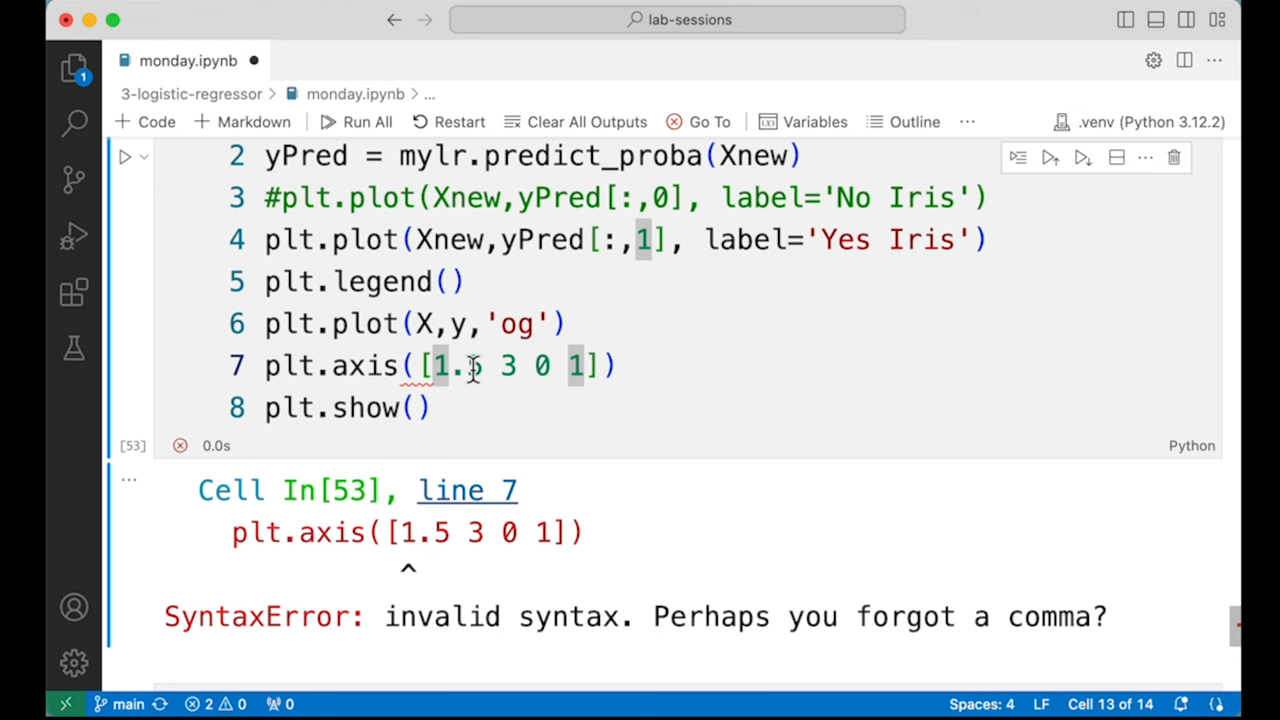 lab-sessions
monday.ipynb
3-logistic-regressor > monday.ipynb > ...
+ Code + Markdown Run All Restart Clear All Outputs Go To Variables Outline ... .venv (Python 3.12.2)
1
2 yPred = mylr.predict_proba(Xnew)
3 #plt.plot(Xnew,yPred[:,0], label='No Iris')
4 plt.plot(Xnew,yPred[:,1], label='Yes Iris')
5 plt.legend()
6 plt.plot(X,y,'og')
7 plt.axis([1.5 3 0 1])
8 plt.show()
[53] 0.0s Python
Cell In[53], line 7
plt.axis([1.5 3 0 1])
^
SyntaxError: invalid syntax. Perhaps you forgot a comma?
main 2 0 0 Spaces: 4 LF Cell 13 of 14